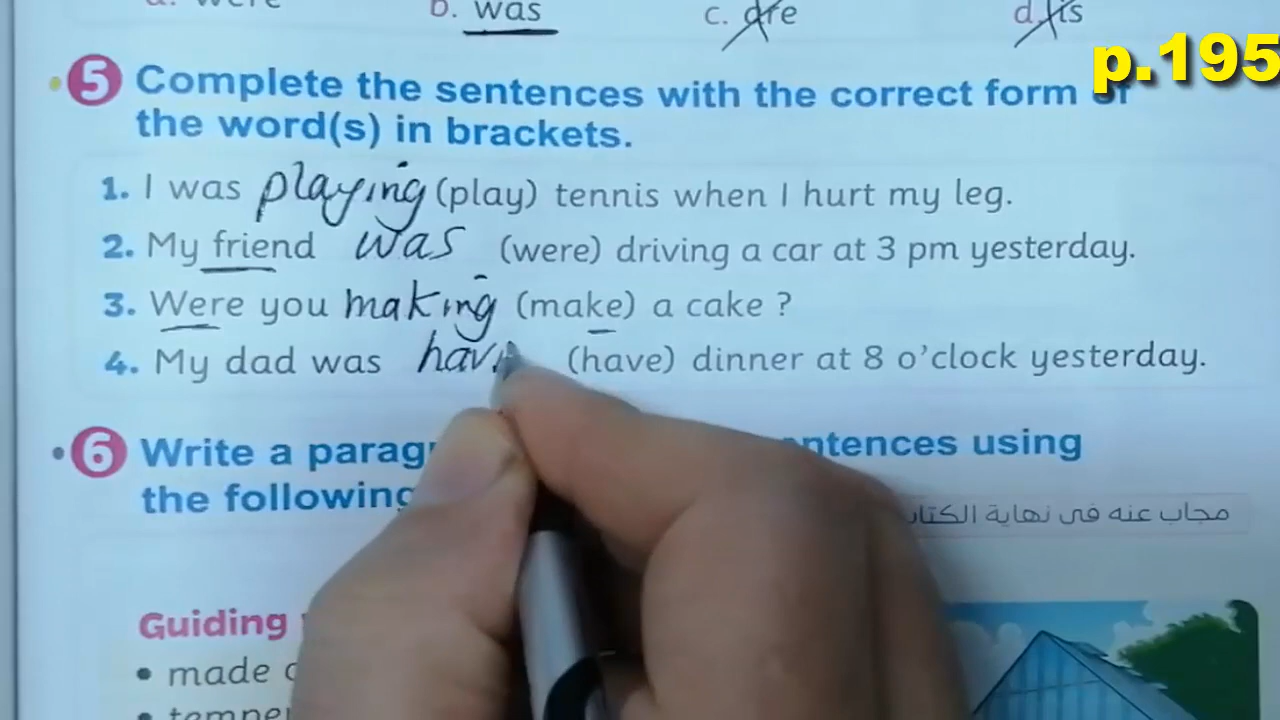 b. was c. are d. is
p.195
5 Complete the sentences with the correct form of
the word(s) in brackets.
1. I was playing (play) tennis when I hurt my leg.
2. My friend was (were) driving a car at 3 pm yesterday.
3. Were you making (make) a cake ?
4. My dad was (have) dinner at 8 o'clock yesterday.
6 Write a sentences using
the following
مجاب عنه فى نهاية الكتاب
Guiding
• made